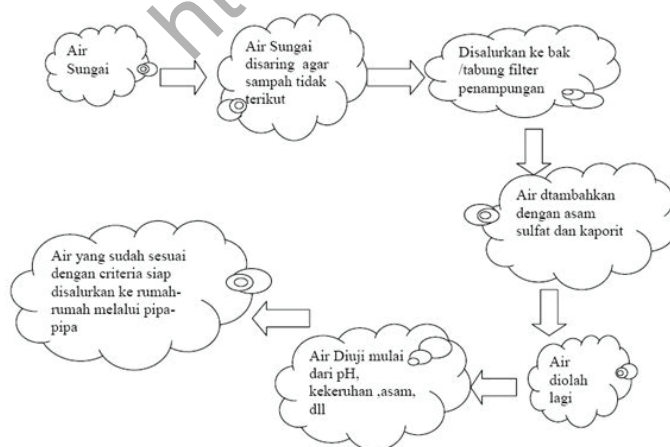 ht
Air
Sungai
Air Sungai
disaring agar
sampah tidak
terikut
Disalurkan ke bak
/tabung filter
penampungan
Air dtambahkan
dengan asam
sulfat dan kaporit
Air
diolah
lagi
Air Diuji mulai
dari pH,
kekeruhan ,asam,
dll
Air yang sudah sesuai
dengan criteria siap
disalurkan ke rumah-
rumah melalui pipa-
pipa